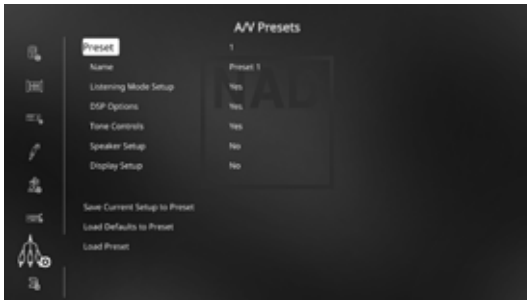 A/V Presets
Preset 1
Name Preset 1
Listening Mode Setup Yes
DSP Options Yes
Tone Controls Yes
Speaker Setup No
Display Setup No
Save Current Setup to Preset
Load Defaults to Preset
Load Preset
NAD